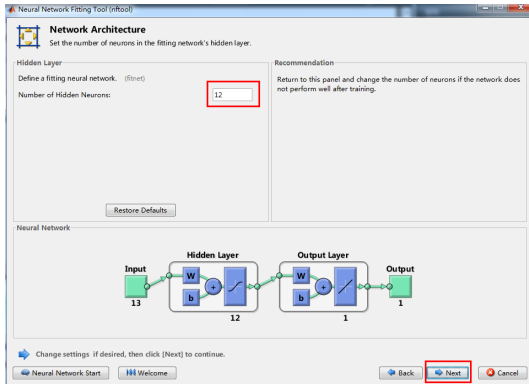 Neural Network Fitting Tool (nftool)
Network Architecture
Set the number of neurons in the fitting network's hidden layer.
Hidden Layer
Define a fitting neural network. (fitnet)
Number of Hidden Neurons: 12
Restore Defaults
Recommendation
Return to this panel and change the number of neurons if the network does
not perform well after training.
Neural Network
Hidden Layer Output Layer
Input Output
W W
+ +
b b
13 1
12 1
Change settings if desired, then click [Next] to continue.
Neural Network Start Welcome Back Next Cancel